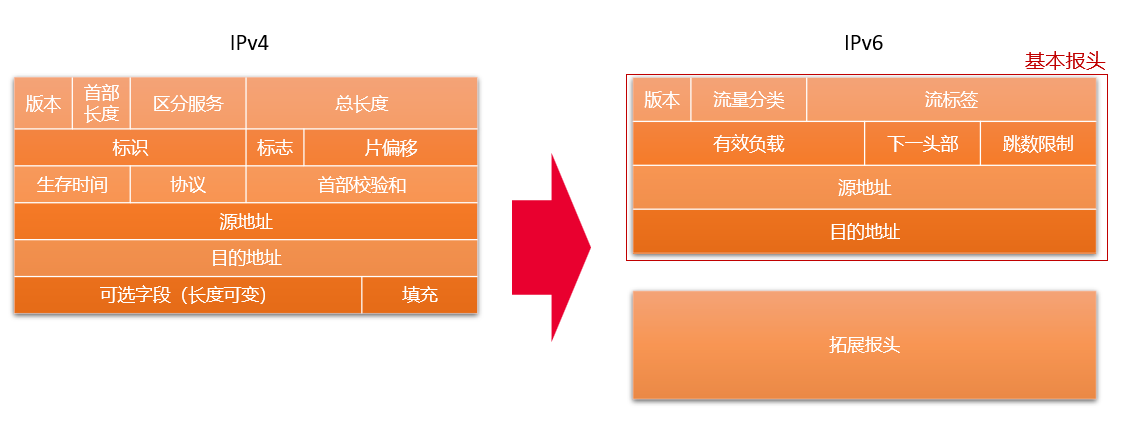 IPv4
版本
首部
长度
区分服务
总长度
标识
标志
片偏移
生存时间
协议
首部校验和
源地址
目的地址
可选字段（长度可变）
填充
IPv6
基本报头
版本
流量分类
流标签
有效负载
下一头部
跳数限制
源地址
目的地址
拓展报头